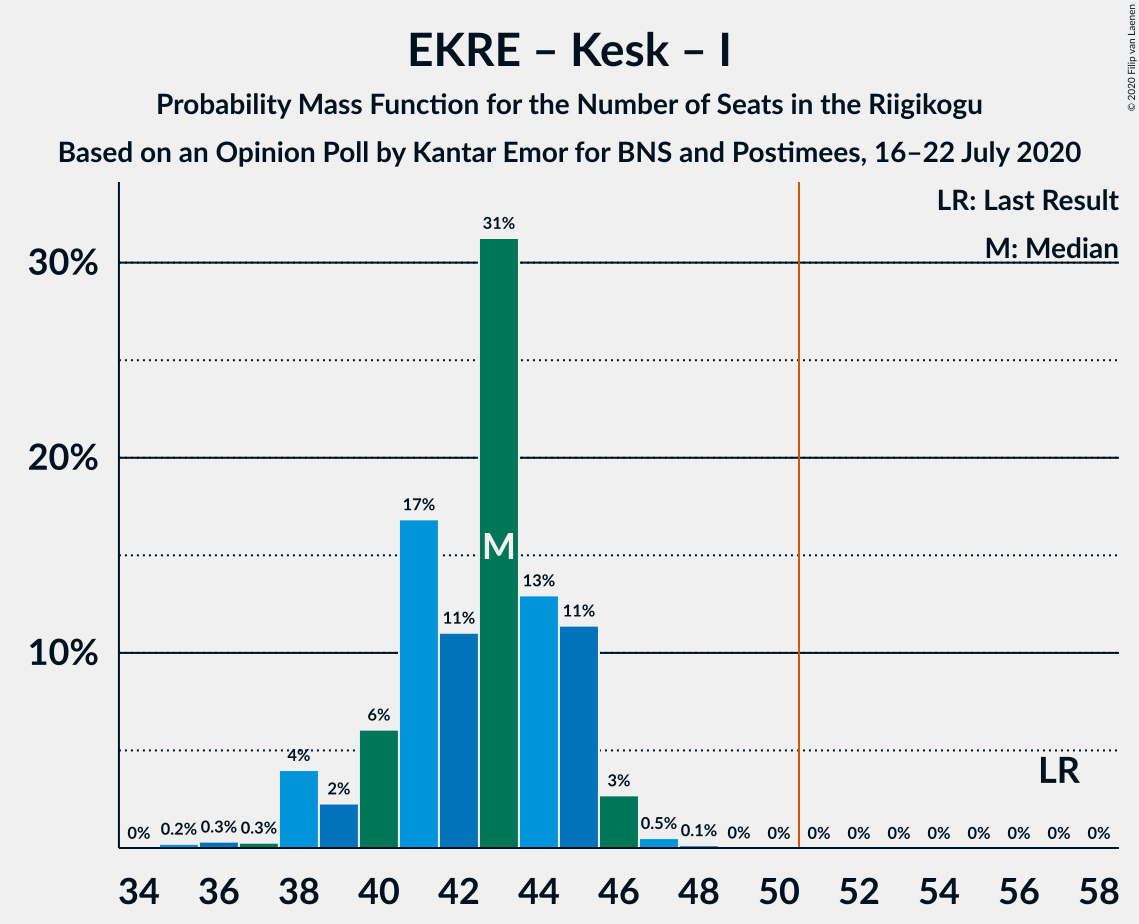 EKRE – Kesk – I
Probability Mass Function for the Number of Seats in the Riigikogu
Based on an Opinion Poll by Kantar Emor for BNS and Postimees, 16–22 July 2020
© 2020 Filip van Laenen
LR: Last Result
M: Median
30%
20%
10%
0% 0.2% 0.3% 0.3% 4% 2% 6% 17% 11% 31% 13% 11% 3% 0.5% 0.1% 0% 0% 0% 0% 0% 0% 0% 0% 0% 0%
M
LR
34 36 38 40 42 44 46 48 50 52 54 56 58